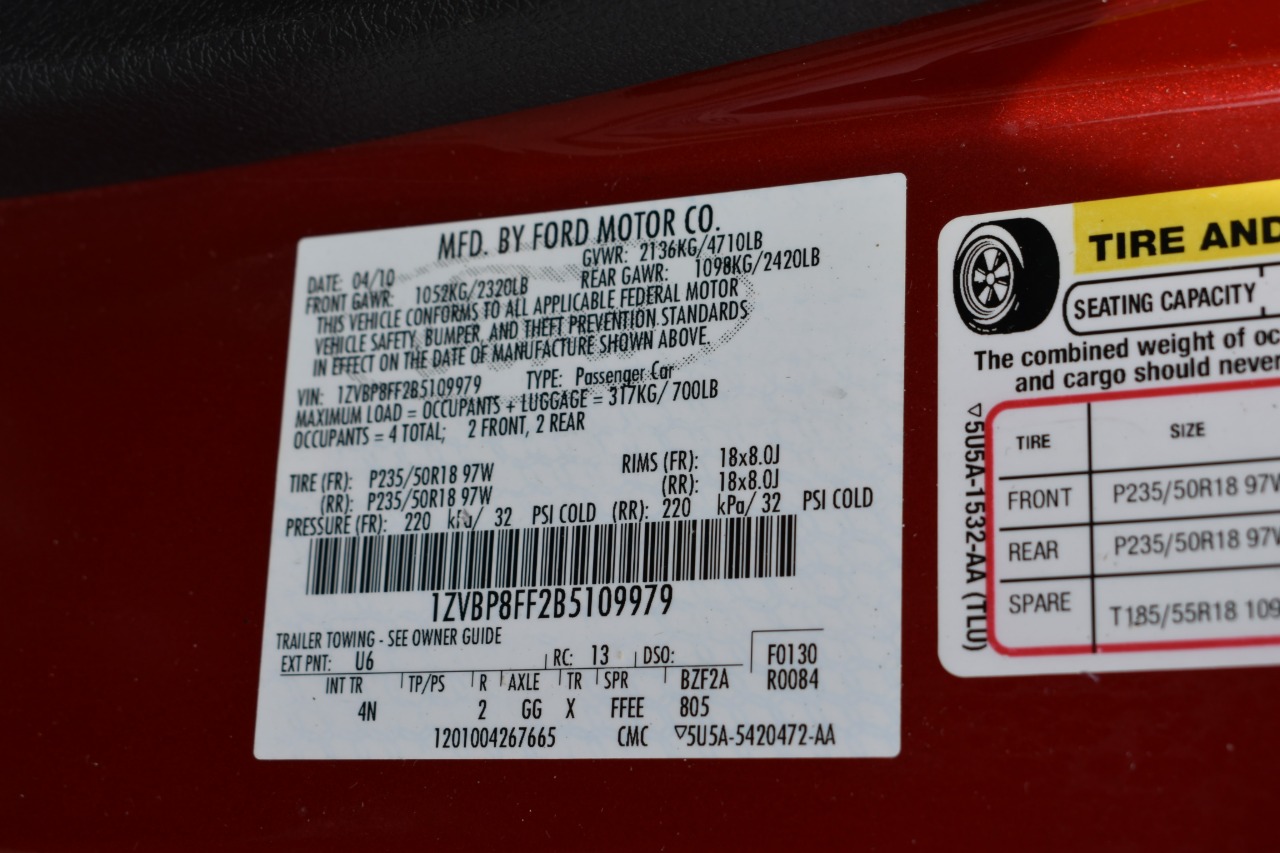 MFD. BY FORD MOTOR CO.
DATE: 04/10 GVWR: 2136KG/4710LB
FRONT GAWR: 1052KG/2320LB REAR GAWR: 1098KG/2420LB
THIS VEHICLE CONFORMS TO ALL APPLICABLE FEDERAL MOTOR
VEHICLE SAFETY, BUMPER, AND THEFT PREVENTION STANDARDS
IN EFFECT ON THE DATE OF MANUFACTURE SHOWN ABOVE.
VIN: 1ZVBP8FF2B5109979 TYPE: Passenger Car
MAXIMUM LOAD = OCCUPANTS + LUGGAGE = 317KG/ 700LB
OCCUPANTS = 4 TOTAL; 2 FRONT, 2 REAR
TIRE (FR): P235/50R18 97W RIMS (FR): 18x8.0J
(RR): P235/50R18 97W (RR): 18x8.0J
PRESSURE (FR): 220 kPa/ 32 PSI COLD (RR): 220 kPa/ 32 PSI COLD
1ZVBP8FF2B5109979
TRAILER TOWING - SEE OWNER GUIDE
EXT PNT: U6 RC: 13 DSO: F0130
INT TR TP/PS R AXLE TR SPR BZF2A R0084
4N 2 GG X FFEE 805
1201004267665 CMC ▽5U5A-5420472-AA
TIRE AND
SEATING CAPACITY
The combined weight of oc
and cargo should never
▽5U5A-1532-AA (TLU)
TIRE SIZE
FRONT P235/50R18 97W
REAR P235/50R18 97W
SPARE T185/55R18 109